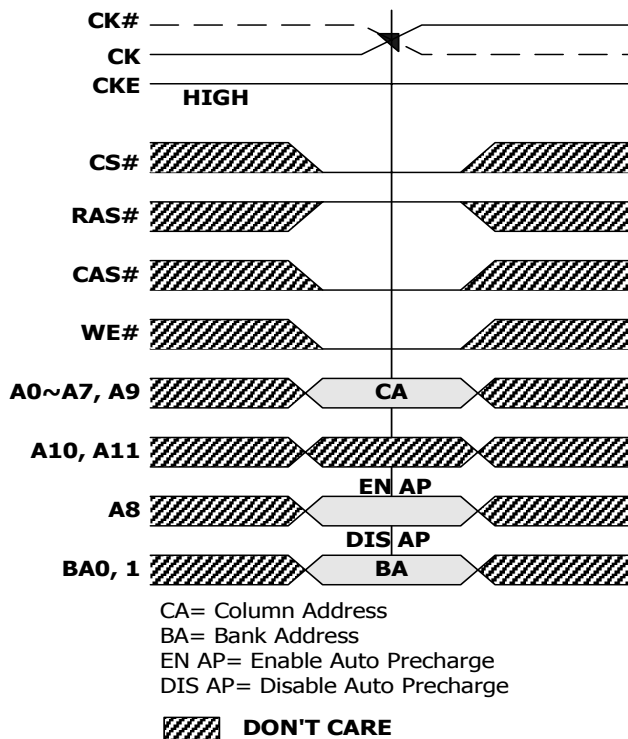 CK#
CK
CKE
HIGH
CS#
RAS#
CAS#
WE#
A0~A7, A9
CA
A10, A11
EN AP
A8
DIS AP
BA0, 1
BA
CA= Column Address
BA= Bank Address
EN AP= Enable Auto Precharge
DIS AP= Disable Auto Precharge
DON'T CARE